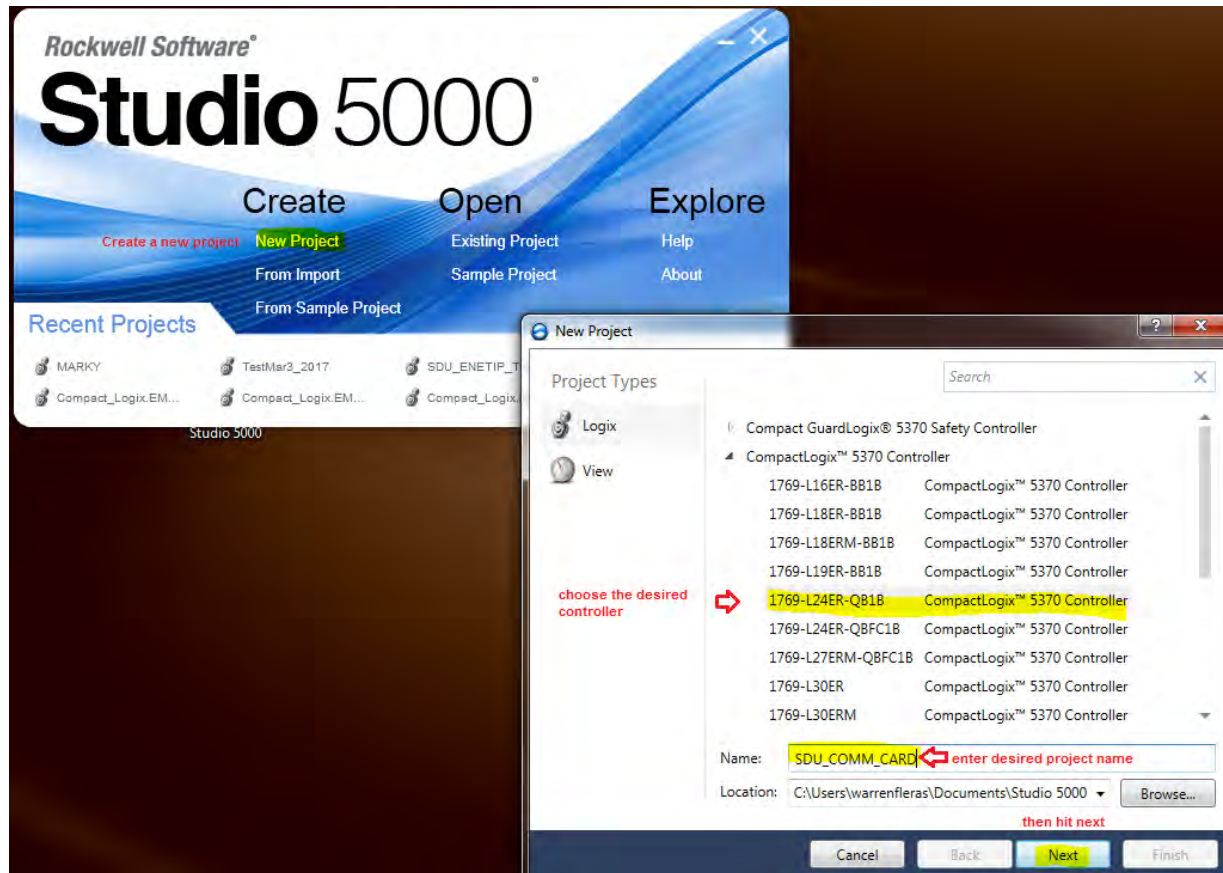 Rockwell Software®
Studio 5000®
Create
Open
Explore
Create a new project
New Project
Existing Project
Help
From Import
Sample Project
About
From Sample Project
Recent Projects
MARKY
TestMar3_2017
SDU_ENETIP_T
Compact_Logix.EM...
Compact_Logix.EM...
Compact_Logix.
Studio 5000
New Project
?
Project Types
Search
Logix
View
Compact GuardLogix® 5370 Safety Controller
CompactLogix™ 5370 Controller
1769-L16ER-BB1B CompactLogix™ 5370 Controller
1769-L18ER-BB1B CompactLogix™ 5370 Controller
1769-L18ERM-BB1B CompactLogix™ 5370 Controller
1769-L19ER-BB1B CompactLogix™ 5370 Controller
choose the desired
controller
1769-L24ER-QB1B CompactLogix™ 5370 Controller
1769-L24ER-QBFC1B CompactLogix™ 5370 Controller
1769-L27ERM-QBFC1B CompactLogix™ 5370 Controller
1769-L30ER CompactLogix™ 5370 Controller
1769-L30ERM CompactLogix™ 5370 Controller
Name: SDU_COMM_CARD enter desired project name
Location: C:\Users\warrenfleras\Documents\Studio 5000 Browse...
then hit next
Cancel Back Next Finish